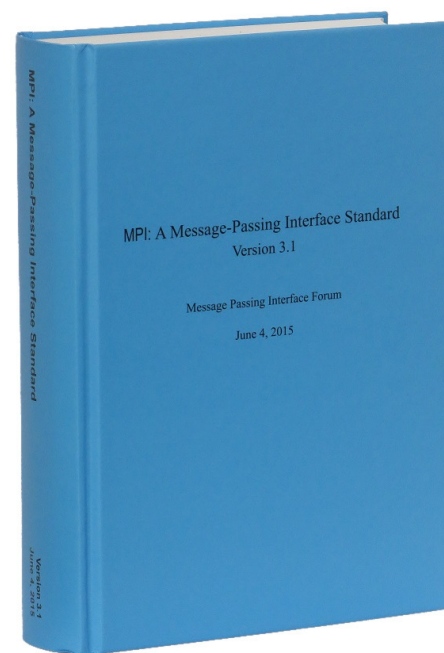 MPI: A Message-Passing Interface Standard
Version 3.1
Message Passing Interface Forum
June 4, 2015
MPI: A Message-Passing Interface Standard
Version 3.1
June 4, 2015